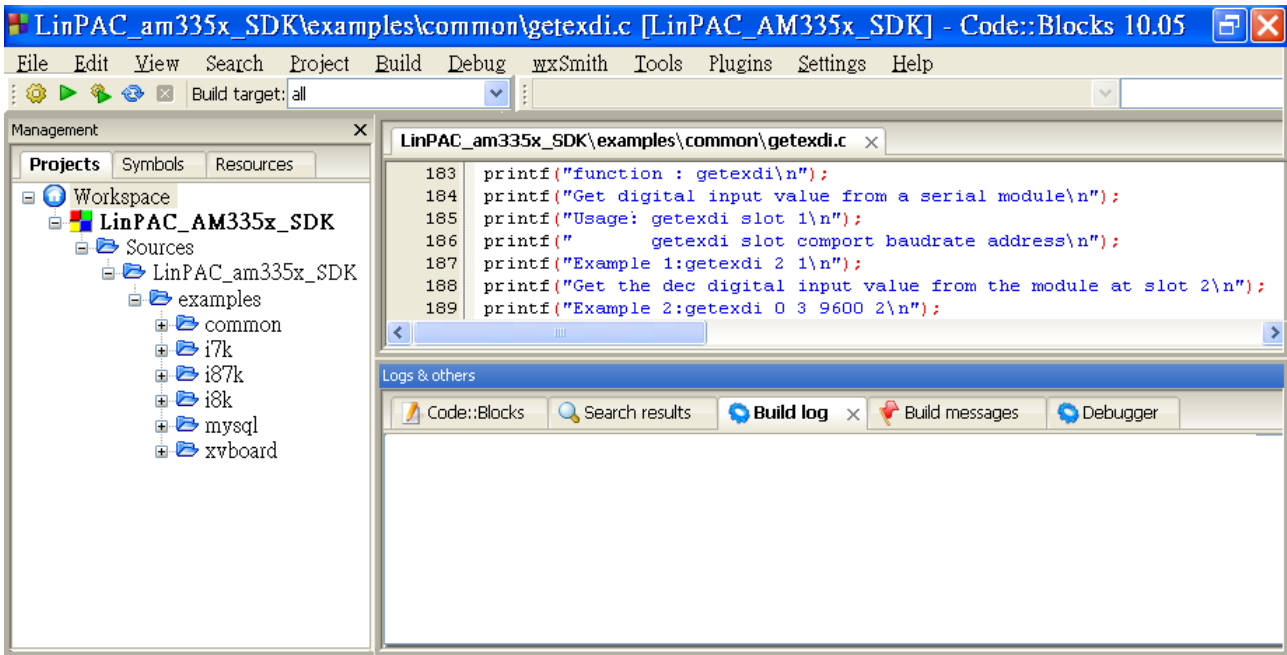 LinPAC_am335x_SDK\examples\common\getexdi.c [LinPAC_AM335x_SDK] - Code::Blocks 10.05
File Edit View Search Project Build Debug wxSmith Tools Plugins Settings Help
Build target: all
Management
Projects Symbols Resources
Workspace
LinPAC_AM335x_SDK
Sources
LinPAC_am335x_SDK
examples
common
i7k
i87k
i8k
mysql
xvboard
LinPAC_am335x_SDK\examples\common\getexdi.c
183 printf("function : getexdi\n");
184 printf("Get digital input value from a serial module\n");
185 printf("Usage: getexdi slot 1\n");
186 printf("        getexdi slot comport baudrate address\n");
187 printf("Example 1:getexdi 2 1\n");
188 printf("Get the dec digital input value from the module at slot 2\n");
189 printf("Example 2:getexdi 0 3 9600 2\n");
Logs & others
Code::Blocks Search results Build log Build messages Debugger